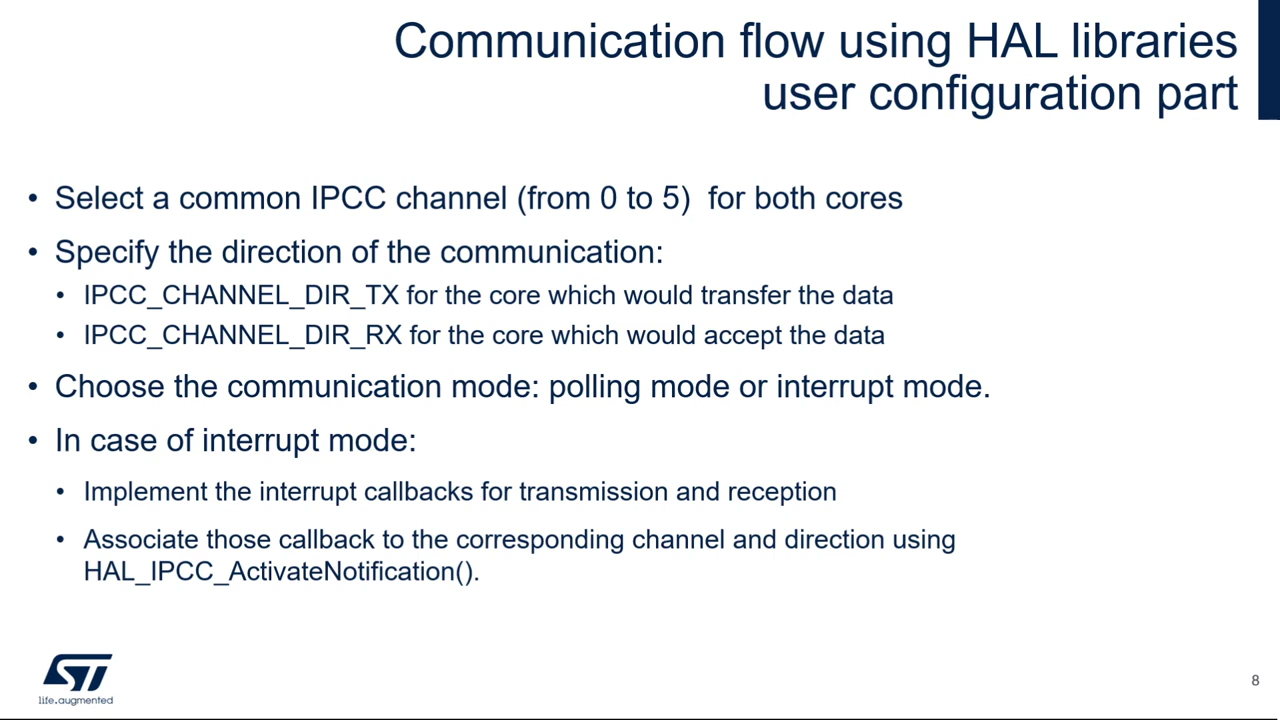 Communication flow using HAL libraries
user configuration part
• Select a common IPCC channel (from 0 to 5)  for both cores
• Specify the direction of the communication:
• IPCC_CHANNEL_DIR_TX for the core which would transfer the data
• IPCC_CHANNEL_DIR_RX for the core which would accept the data
• Choose the communication mode: polling mode or interrupt mode.
• In case of interrupt mode:
• Implement the interrupt callbacks for transmission and reception
• Associate those callback to the corresponding channel and direction using
HAL_IPCC_ActivateNotification().
ST
life.augmented
8